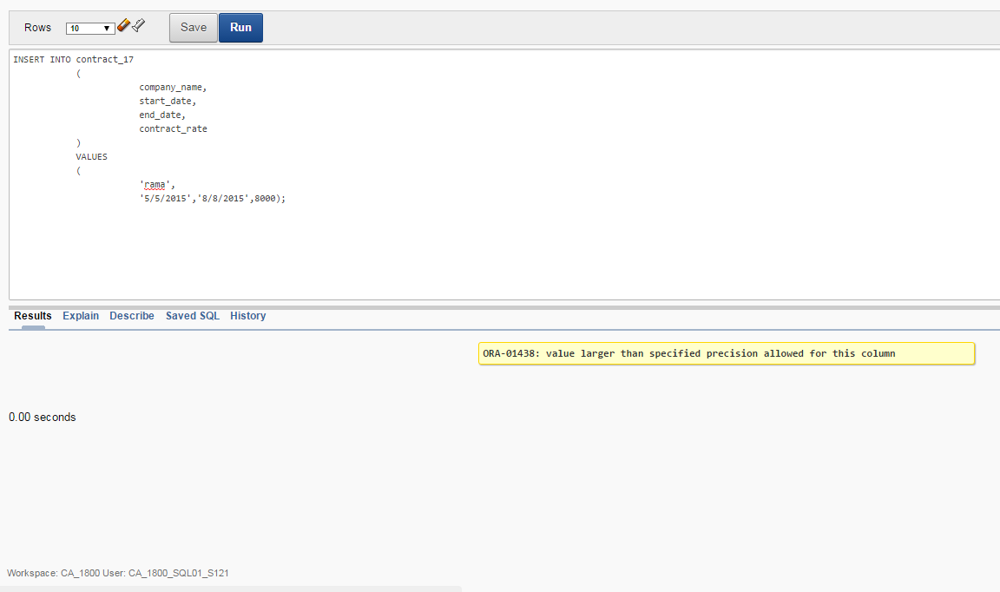 Rows 10 Save Run
INSERT INTO contract_17
(
company_name,
start_date,
end_date,
contract_rate
)
VALUES
(
'rama',
'5/5/2015','8/8/2015',8000);
Results Explain Describe Saved SQL History
ORA-01438: value larger than specified precision allowed for this column
0.00 seconds
Workspace: CA_1800 User: CA_1800_SQL01_S121